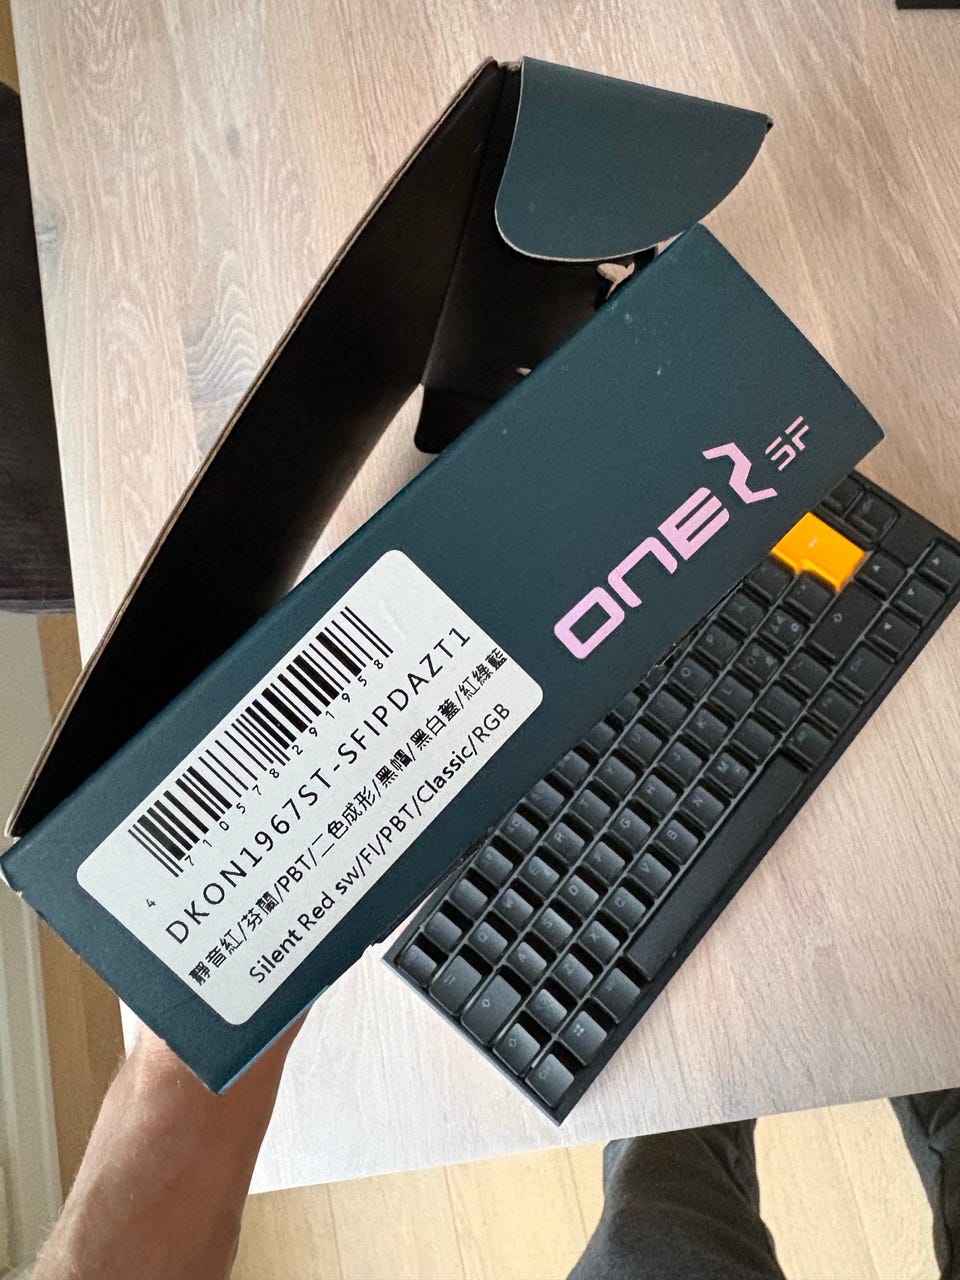 ONE 2 SF
4 710578 291958
DKON1967ST-SFIPDAZT1
靜音紅/芬蘭/PBT/二色成形/黑帽/黑白蓋/紅綠藍
Silent Red sw/FI/PBT/Classic/RGB